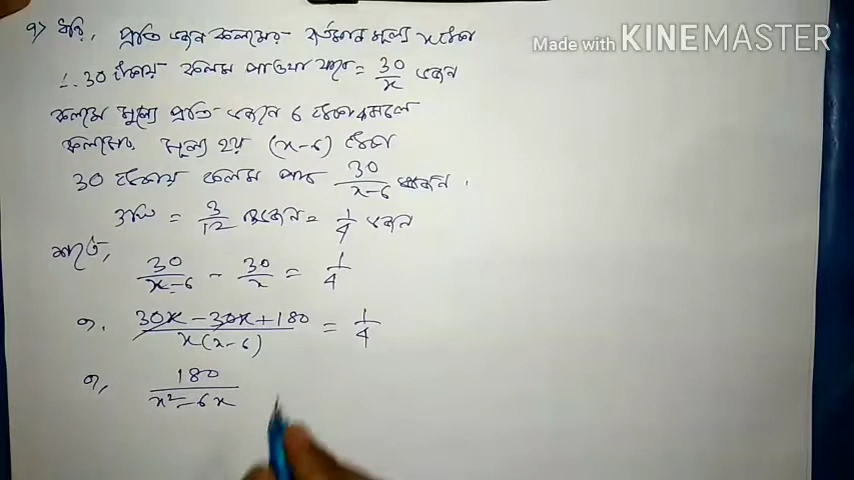 ৭) ধরি, প্রতি ডজন কলমের বর্তমান মূল্য x টাকা
Made with KINEMASTER
∴ 30 টাকায় কলম পাওয়া যাবে = 30/x ডজন
কলমের মূল্য প্রতি ডজনে 6 টাকা কমলে
কলমের মূল্য হয় (x-6) টাকা
30 টাকায় কলম পাব 30/x-6 ডজন.
3টি = 3/12 ডজন = 1/4 ডজন
শর্তে,
30/x-6 - 30/x = 1/4
বা, 30x - 30x + 180/x(x-6) = 1/4
বা, 180/x²-6x